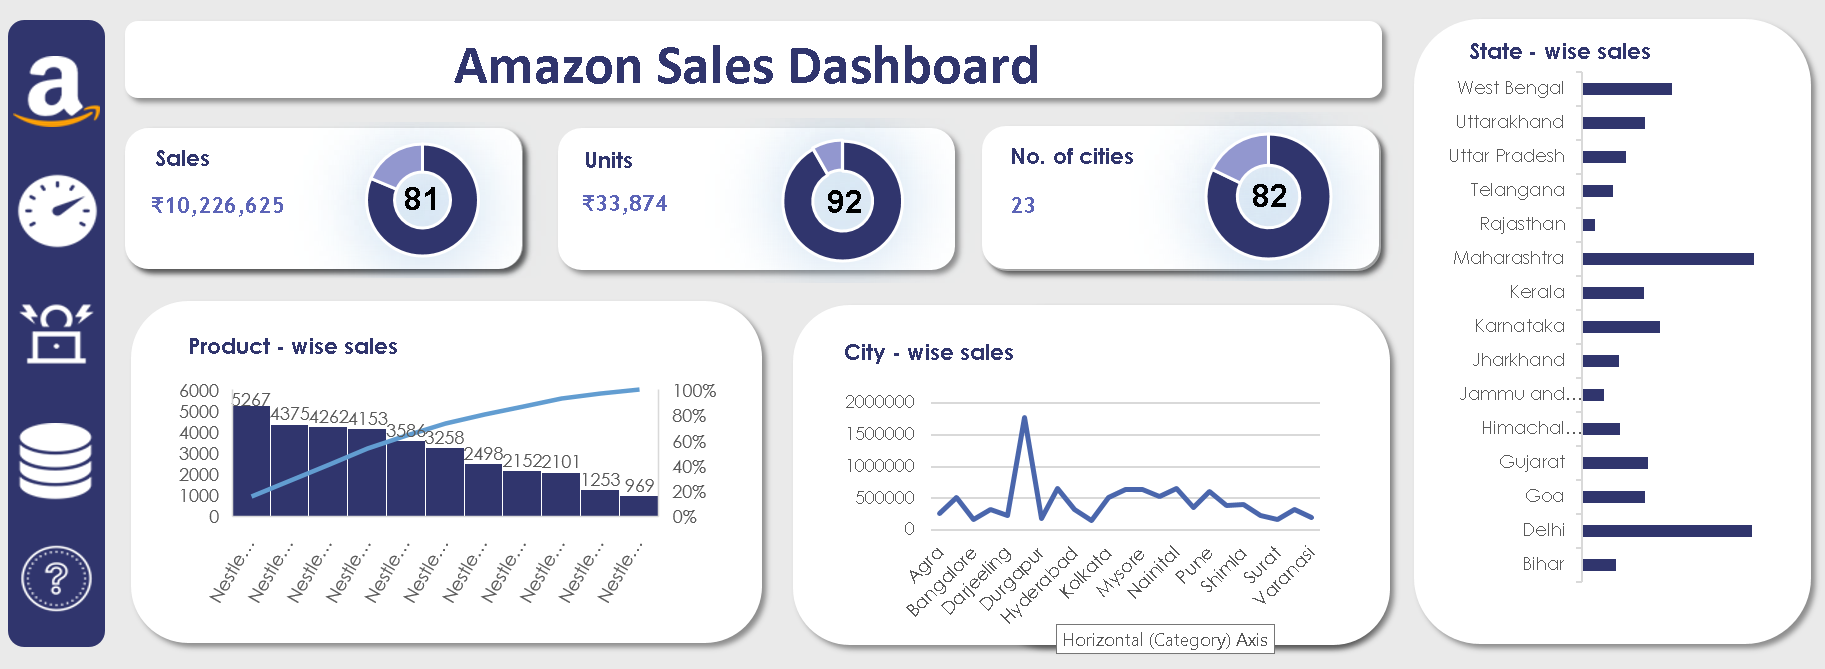 a
Amazon Sales Dashboard
Sales
₹10,226,625
81
Units
₹33,874
92
No. of cities
23
82
Product - wise sales
6000
5000
4000
3000
2000
1000
0
5267
4375
4262
4153
3586
3258
2498
2152
2101
1253
969
100%
80%
60%
40%
20%
0%
Nestle...
Nestle...
Nestle...
Nestle...
Nestle...
Nestle...
Nestle...
Nestle...
Nestle...
Nestle...
Nestle...
City - wise sales
2000000
1500000
1000000
500000
0
Agra
Bangalore
Darjeeling
Durgapur
Hyderabad
Kolkata
Mysore
Nainital
Pune
Shimla
Surat
Varanasi
Horizontal (Category) Axis
State - wise sales
West Bengal
Uttarakhand
Uttar Pradesh
Telangana
Rajasthan
Maharashtra
Kerala
Karnataka
Jharkhand
Jammu and...
Himachal...
Gujarat
Goa
Delhi
Bihar
?